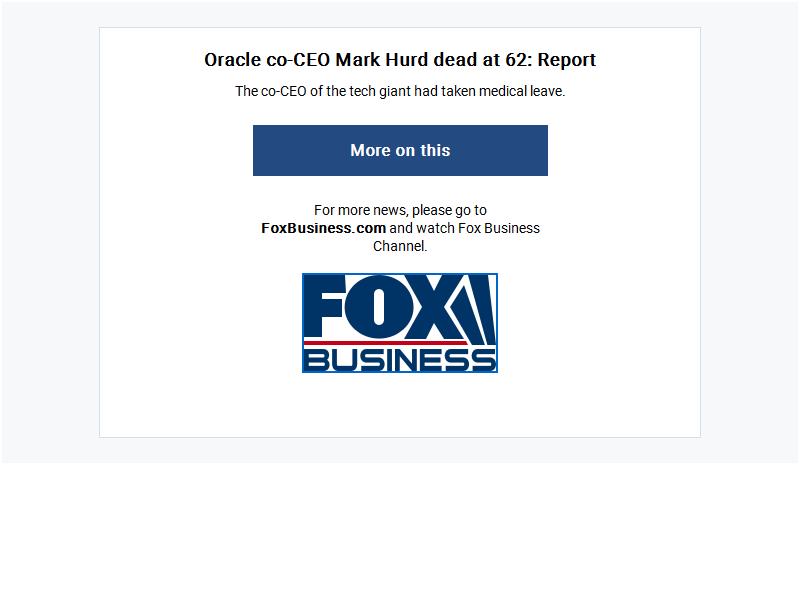 Oracle co-CEO Mark Hurd dead at 62: Report
The co-CEO of the tech giant had taken medical leave.
More on this
For more news, please go to
FoxBusiness.com and watch Fox Business
Channel.
FOX
BUSINESS